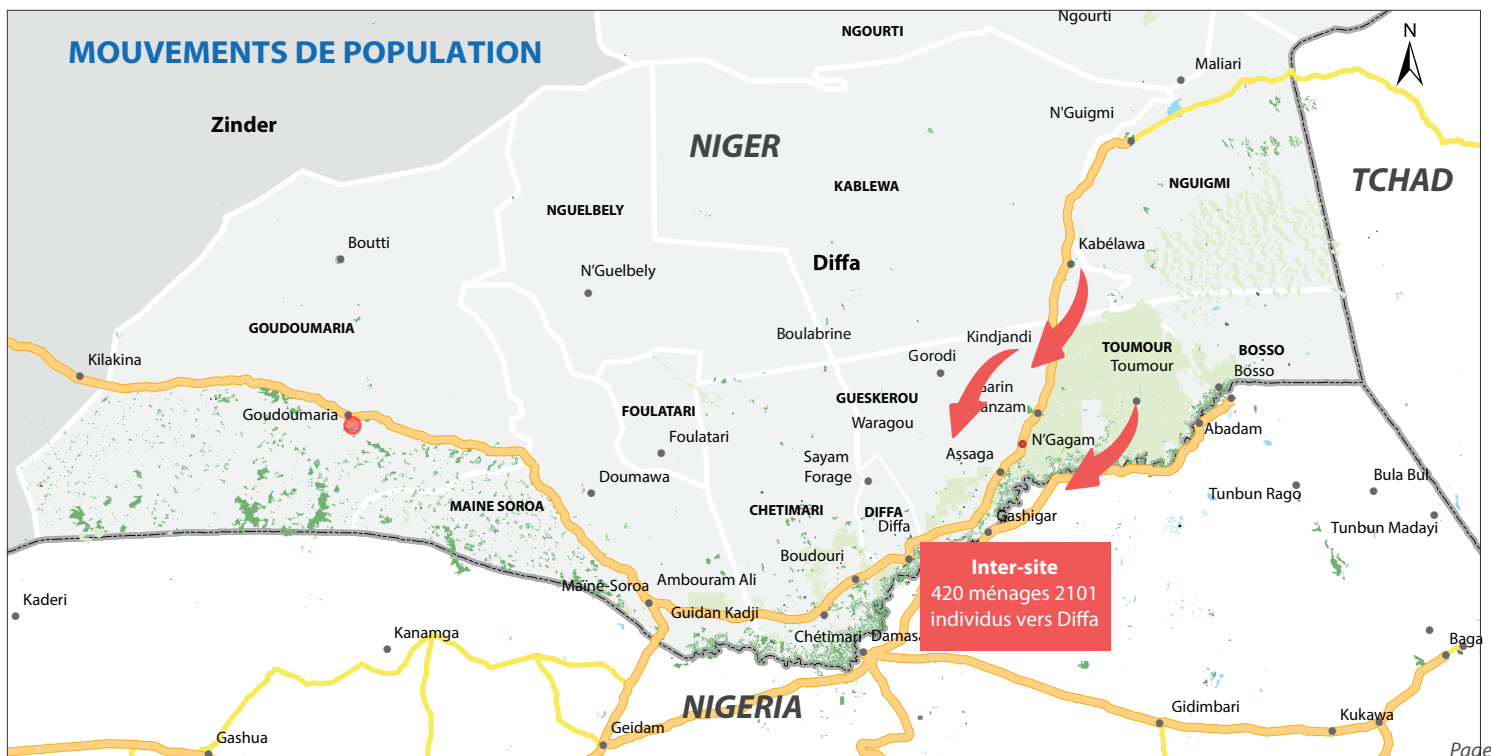 Ngourti
NGOURTI
MOUVEMENTS DE POPULATION
N
Maliari
Zinder
N'Guigmi
NIGER
TCHAD
KABLEWA
NGUIGMI
NGUELBELY
Boutti
Kabélawa
Diffa
N'Guelbely
GOUDOUMARIA
Boulabrine
Kindjandi
TOUMOUR
BOSSO
Kilakina
Gorodi
Toumour
Bosso
GUESKEROU
Goudoumaria
FOULATARI
Waragou
Abadam
Foulatari
N'Gagam
Sayam
Forage
Assaga
Doumawa
Bula Bul
Tunbun Rago
MAINE SOROA
CHETIMARI
DIFFA
Diffa
Gashigar
Tunbun Madayi
Boudouri
Inter-site
420 ménages 2101
individus vers Diffa
Maïné-Soroa
Ambouram Ali
Guidan Kadji
Kaderi
Kanamga
Chétimari
Baga
NIGERIA
Gidimbari
Kukawa
Geidam
Gashua
Page